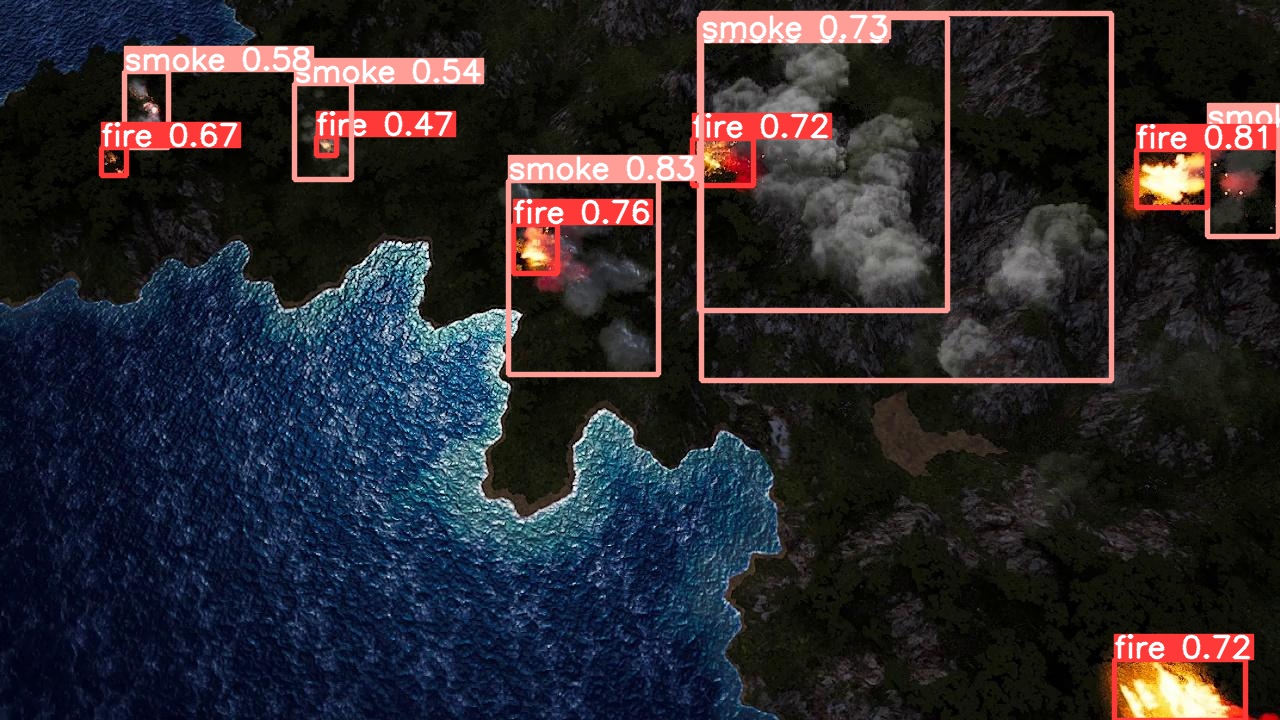 smoke 0.58
smoke 0.54
fire 0.67
fire 0.47
smoke 0.83
fire 0.76
smoke 0.73
fire 0.72
fire 0.81
fire 0.72